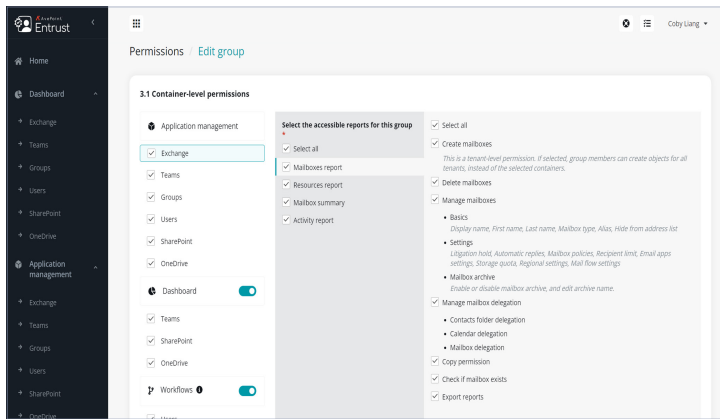 AvePoint
Entrust
Coby Liang
Home
Dashboard
Exchange
Teams
Groups
Users
SharePoint
OneDrive
Application
management
Exchange
Teams
Groups
Users
SharePoint
OneDrive
Permissions / Edit group
3.1 Container-level permissions
Application management
Exchange
Teams
Groups
Users
SharePoint
OneDrive
Dashboard
Teams
SharePoint
OneDrive
Workflows
Users
Select the accessible reports for this group
*
Select all
Mailboxes report
Resources report
Mailbox summary
Activity report
Select all
Create mailboxes
This is a tenant-level permission. If selected, group members can create objects for all
tenants, instead of the selected containers.
Delete mailboxes
Manage mailboxes
• Basics
Display name, First name, Last name, Mailbox type, Alias, Hide from address list
• Settings
Litigation hold, Automatic replies, Mailbox policies, Recipient limit, Email apps
settings, Storage quota, Regional settings, Mail flow settings
• Mailbox archive
Enable or disable mailbox archive, and edit archive name.
Manage mailbox delegation
• Contacts folder delegation
• Calendar delegation
• Mailbox delegation
Copy permission
Check if mailbox exists
Export reports